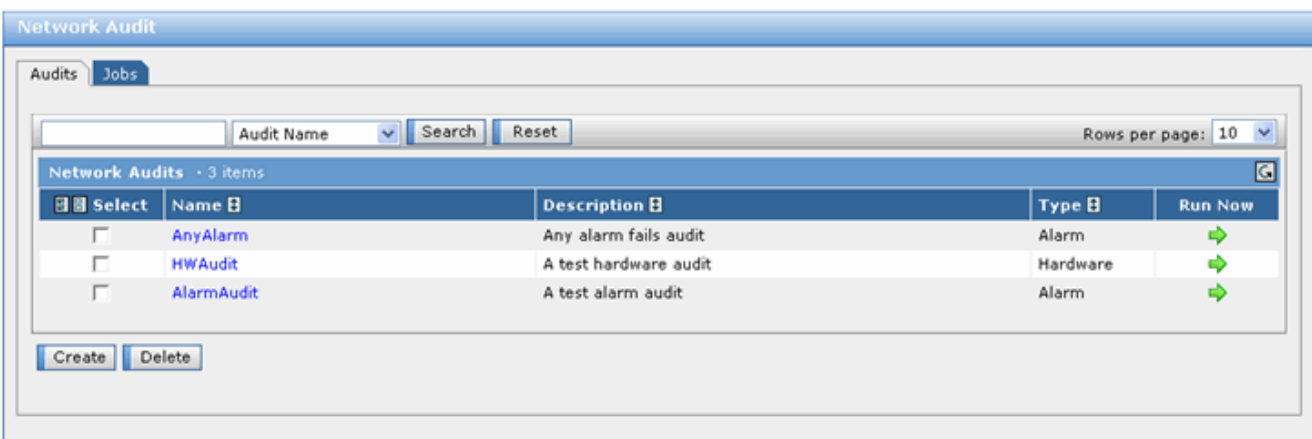 Network Audit
Audits Jobs
Audit Name Search Reset Rows per page: 10
Network Audits · 3 items
Select Name Description Type Run Now
AnyAlarm Any alarm fails audit Alarm
HWAudit A test hardware audit Hardware
AlarmAudit A test alarm audit Alarm
Create Delete